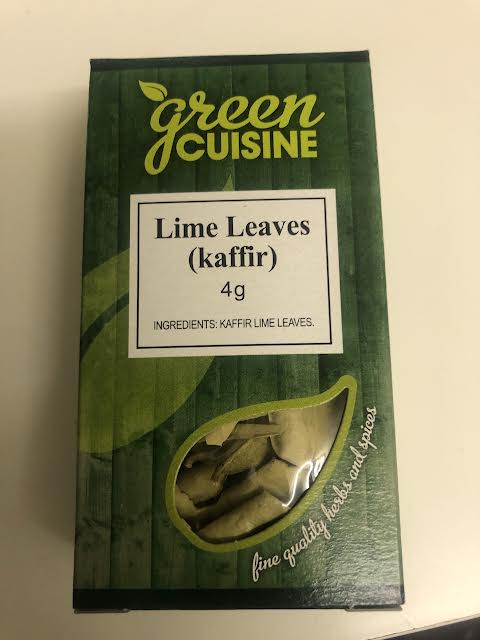 green
CUISINE
Lime Leaves
(kaffir)
4g
INGREDIENTS: KAFFIR LIME LEAVES.
fine quality herbs and spices